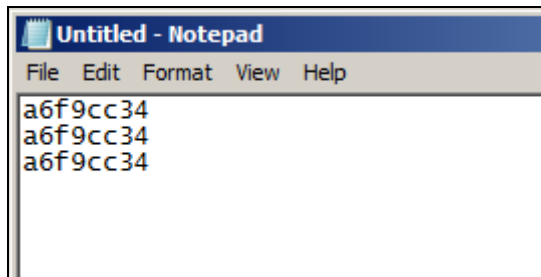 Untitled - Notepad
File Edit Format View Help
a6f9cc34
a6f9cc34
a6f9cc34